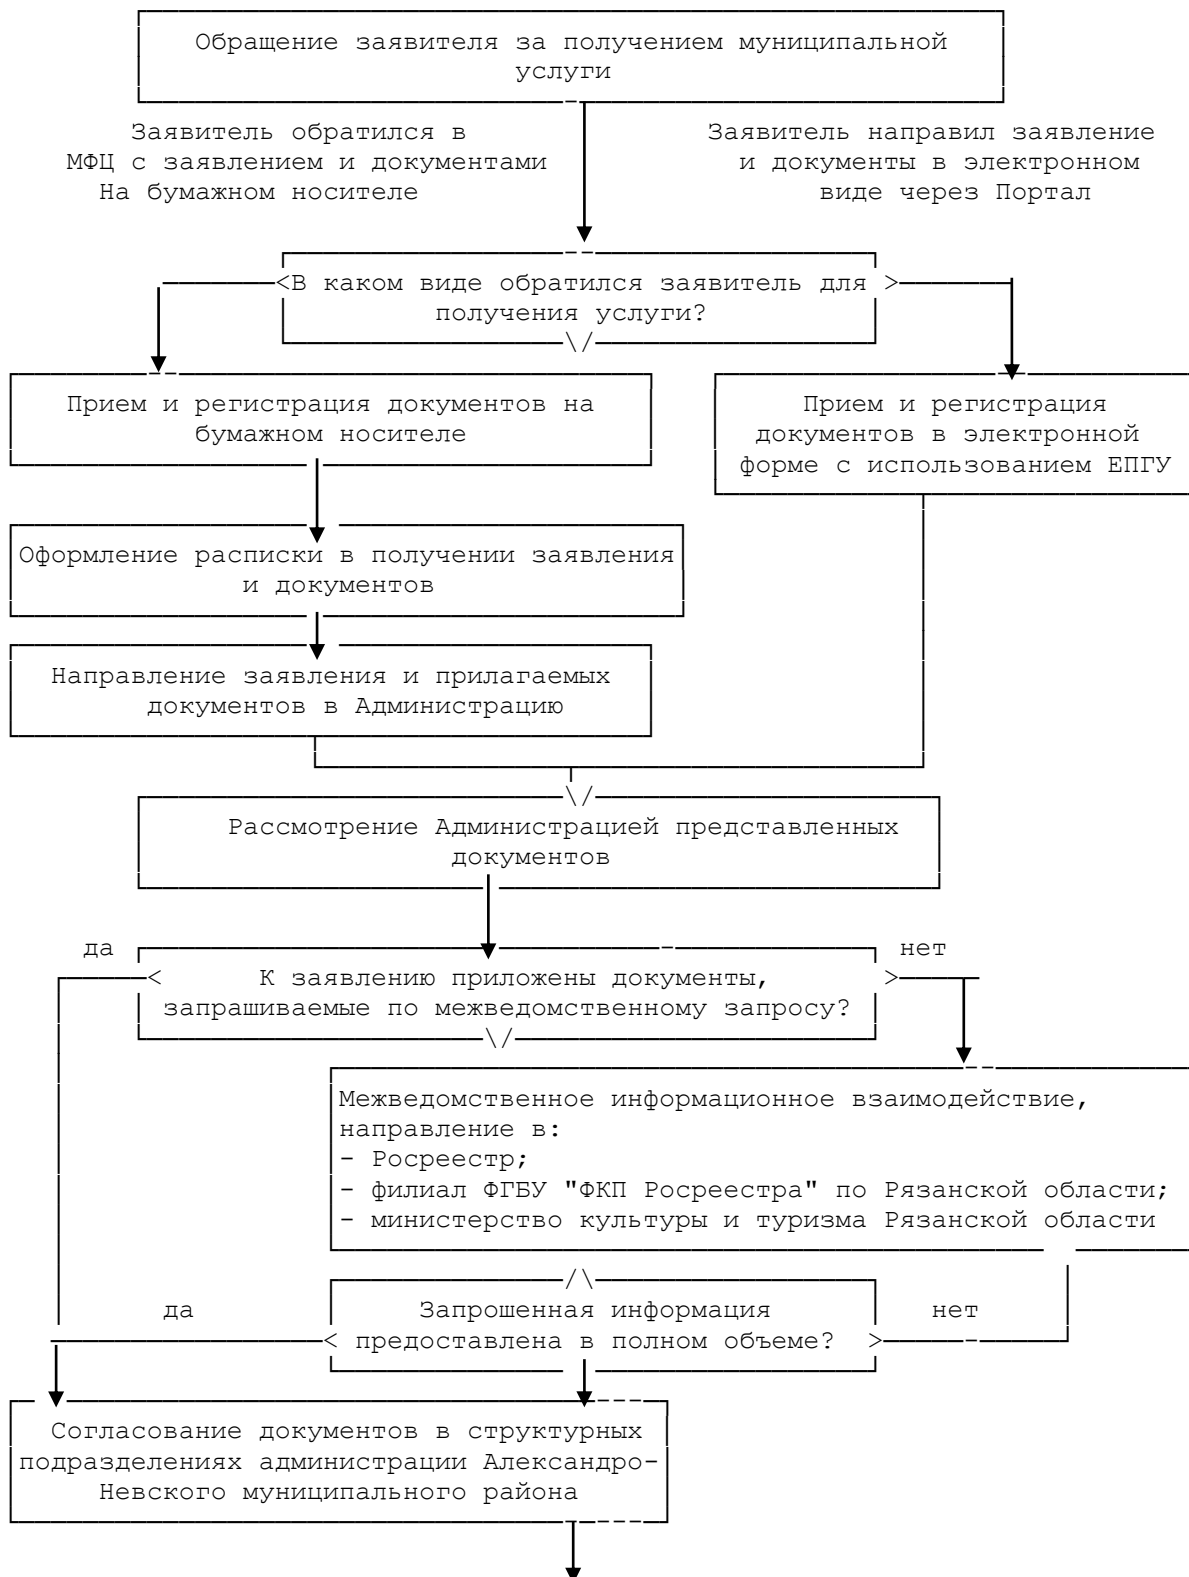 Обращение заявителя за получением муниципальной
услуги
Заявитель обратился в
МФЦ с заявлением и документами
На бумажном носителе
Заявитель направил заявление
и документы в электронном
виде через Портал
В каком виде обратился заявитель для
получения услуги?
Прием и регистрация документов на
бумажном носителе
Прием и регистрация
документов в электронной
форме с использованием ЕПГУ
Оформление расписки в получении заявления
и документов
Направление заявления и прилагаемых
документов в Администрацию
Рассмотрение Администрацией представленных
документов
да
нет
К заявлению приложены документы,
запрашиваемые по межведомственному запросу?
Межведомственное информационное взаимодействие,
направление в:
- Росреестр;
- филиал ФГБУ "ФКП Росреестра" по Рязанской области;
- министерство культуры и туризма Рязанской области
да
нет
Запрошенная информация
предоставлена в полном объеме?
Согласование документов в структурных
подразделениях администрации Александро-
Невского муниципального района